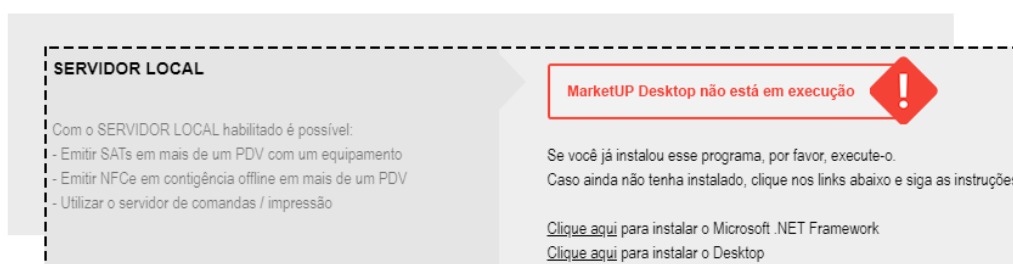 SERVIDOR LOCAL
Com o SERVIDOR LOCAL habilitado é possível:
- Emitir SATs em mais de um PDV com um equipamento
- Emitir NFCe em contigência offline em mais de um PDV
- Utilizar o servidor de comandas / impressão
MarketUP Desktop não está em execução
!
Se você já instalou esse programa, por favor, execute-o.
Caso ainda não tenha instalado, clique nos links abaixo e siga as instruções
Clique aqui para instalar o Microsoft .NET Framework
Clique aqui para instalar o Desktop